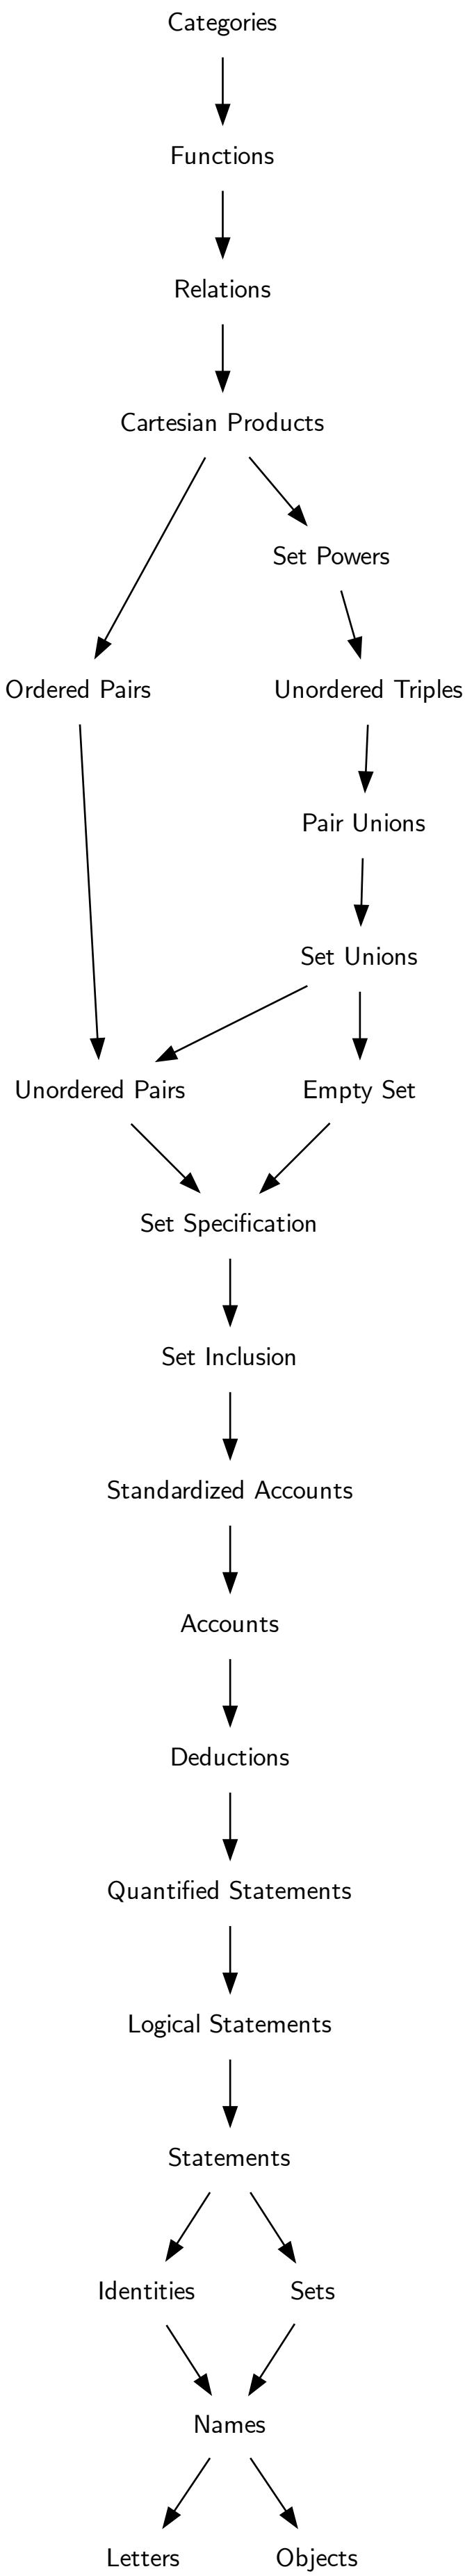 Categories
Functions
Relations
Cartesian Products
Set Powers
Ordered Pairs
Unordered Triples
Pair Unions
Set Unions
Unordered Pairs
Empty Set
Set Specification
Set Inclusion
Standardized Accounts
Accounts
Deductions
Quantified Statements
Logical Statements
Statements
Identities
Sets
Names
Letters
Objects